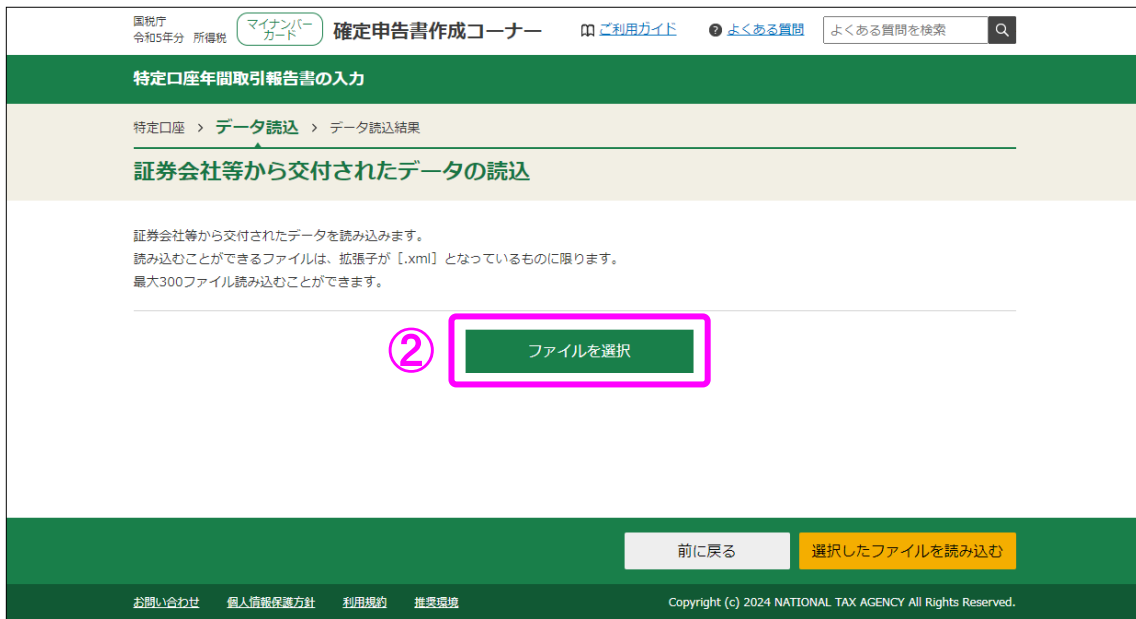 国税庁
令和5年分 所得税
マイナンバー
カード
確定申告書作成コーナー
ご利用ガイド
よくある質問
よくある質問を検索
特定口座年間取引報告書の入力
特定口座 > データ読込 > データ読込結果
証券会社等から交付されたデータの読込
証券会社等から交付されたデータを読み込みます。
読み込むことができるファイルは、拡張子が［.xml］となっているものに限ります。
最大300ファイル読み込むことができます。
② ファイルを選択
前に戻る 選択したファイルを読み込む
お問い合わせ 個人情報保護方針 利用規約 推奨環境 Copyright (c) 2024 NATIONAL TAX AGENCY All Rights Reserved.